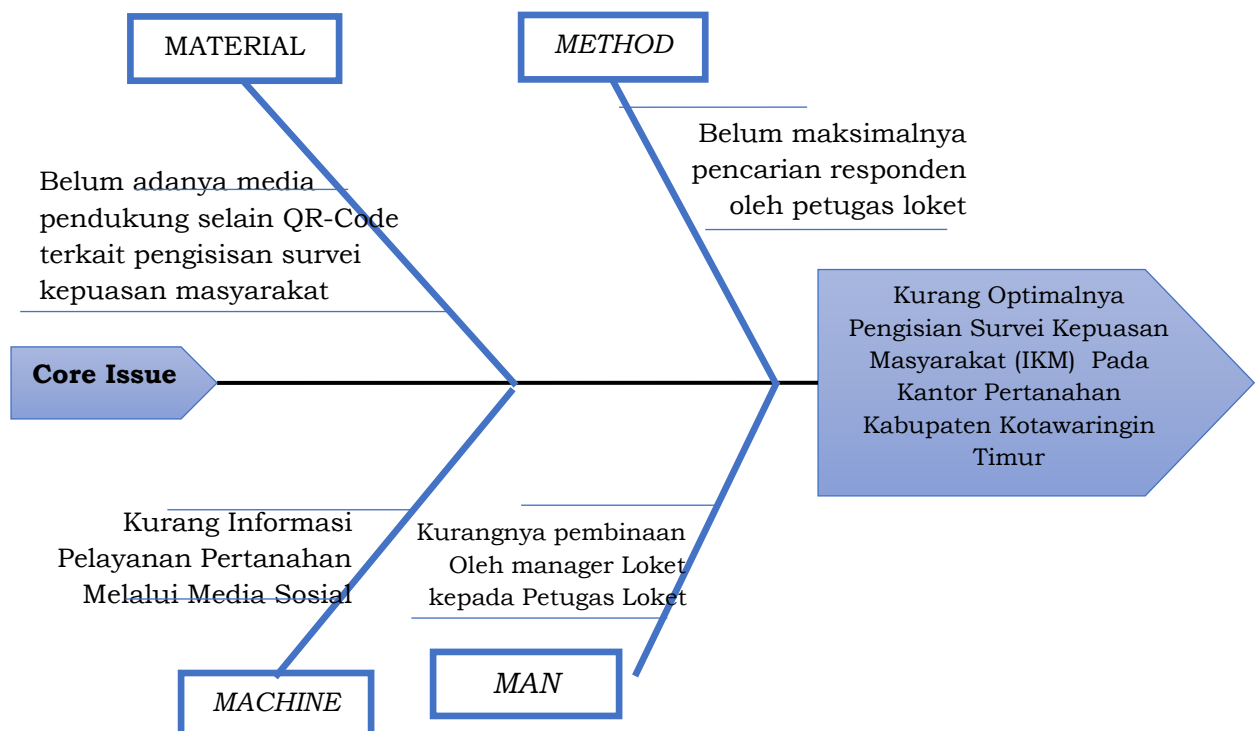 MATERIAL
METHOD
Belum adanya media
pendukung selain QR-Code
terkait pengisisan survei
kepuasan masyarakat
Belum maksimalnya
pencarian responden
oleh petugas loket
Core Issue
Kurang Optimalnya
Pengisian Survei Kepuasan
Masyarakat (IKM) Pada
Kantor Pertanahan
Kabupaten Kotawaringin
Timur
Kurang Informasi
Pelayanan Pertanahan
Melalui Media Sosial
Kurangnya pembinaan
Oleh manager Loket
kepada Petugas Loket
MACHINE
MAN